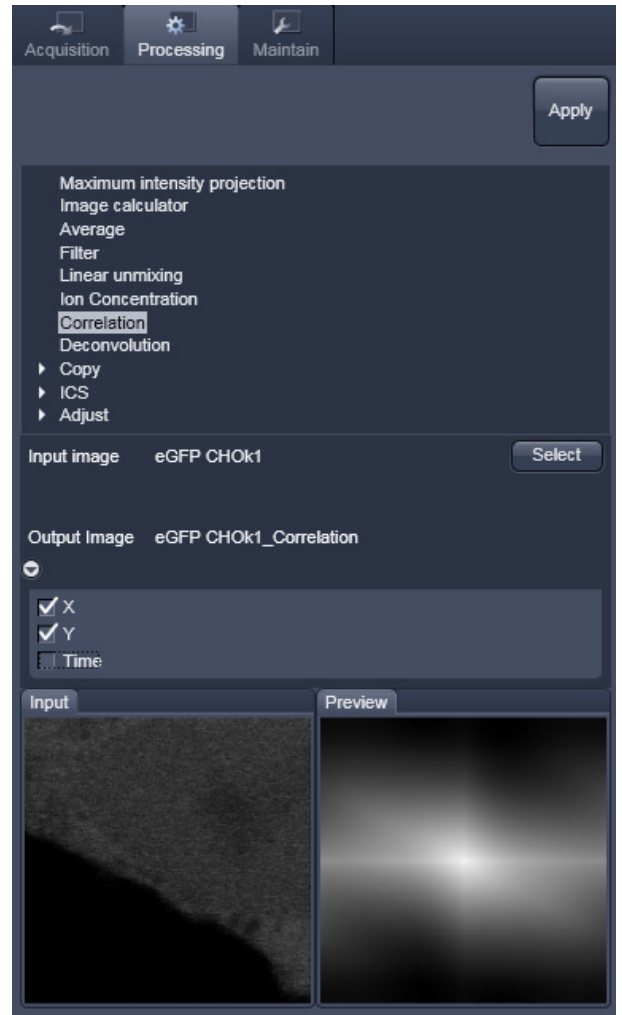 Acquisition Processing Maintain
Apply
Maximum intensity projection
Image calculator
Average
Filter
Linear unmixing
Ion Concentration
Correlation
Deconvolution
Copy
ICS
Adjust
Input image eGFP CHOk1 Select
Output Image eGFP CHOk1_Correlation
X
Y
Time
Input Preview